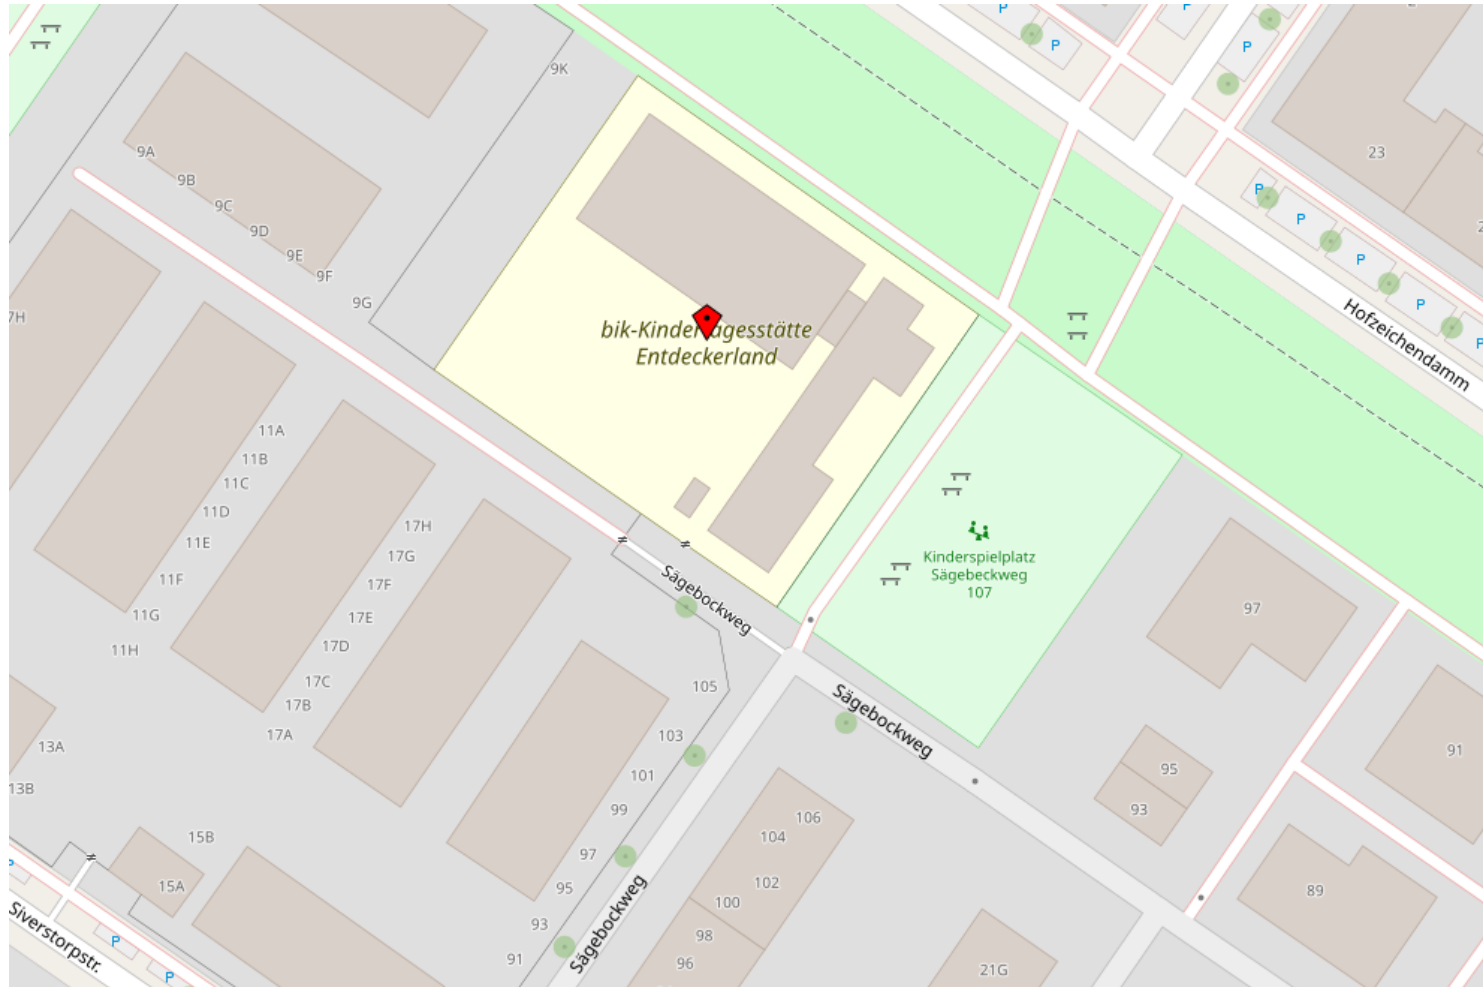 P
P
P
P
9K
23
9A
9B
P
9C
P
9D
P
9E
9F
9G
P
7H
Hofzeichendamm
bik-Kindertagesstätte
Entdeckerland
11A
11B
11C
11D
11E
11F
11G
11H
17H
17G
17F
17E
17D
17C
17B
17A
Kinderspielplatz
Sägebeckweg
107
97
Sägebockweg
105
Sägebockweg
103
101
99
97
95
93
91
Sägebockweg
106
104
102
100
98
96
95
93
91
89
21G
13A
13B
15B
15A
Siverstorpstr.
P
P